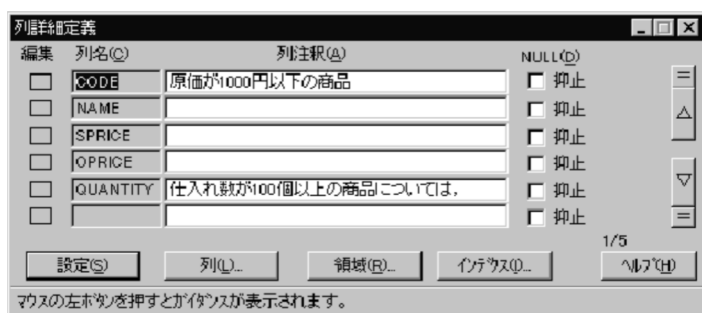 列詳細定義
編集 列名(C) 列注釈(A) NULL(D)
CODE 原価が1000円以下の商品 抑止
NAME 抑止
SPRICE 抑止
OPRICE 抑止
QUANTITY 仕入れ数が100個以上の商品については, 抑止
抑止
1/5
設定(S) 列(L)... 領域(R)... インデクス(I)... ヘルプ(H)
マウスの左ボタンを押すとガイダンスが表示されます。